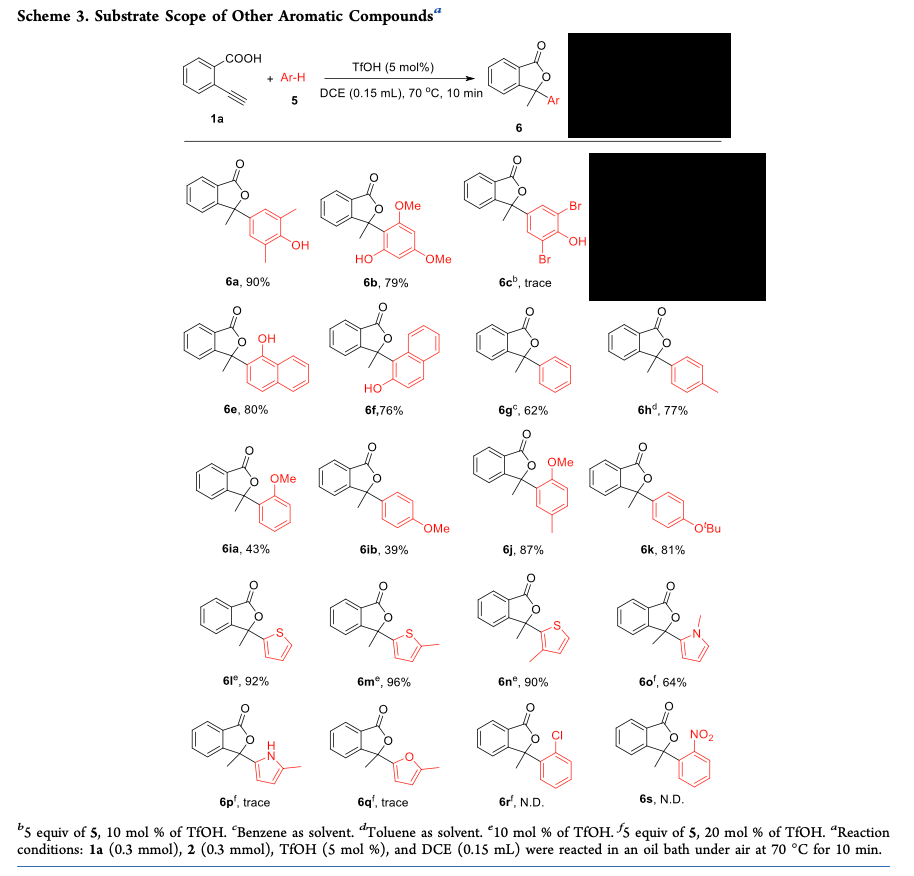 Scheme 3. Substrate Scope of Other Aromatic Compounds^a
COOH
+ Ar-H
5
1a
TfOH (5 mol%)
DCE (0.15 mL), 70 °C, 10 min
O
O
Ar
6
O
O
OH
6a, 90%
O
O
OMe
HO
OMe
6b, 79%
O
O
Br
OH
Br
6c^b, trace
O
O
OH
6e, 80%
O
O
HO
6f,76%
O
O
6g^c, 62%
O
O
6h^d, 77%
O
O
OMe
6ia, 43%
O
O
OMe
6ib, 39%
O
O
OMe
6j, 87%
O
O
O^tBu
6k, 81%
O
O
S
6l^e, 92%
O
O
S
6m^e, 96%
O
O
S
6n^e, 90%
O
O
N
6o^f, 64%
O
O
H
N
6p^f, trace
O
O
O
6q^f, trace
O
O
Cl
6r^f, N.D.
O
O
NO₂
6s, N.D.
^b5 equiv of 5, 10 mol % of TfOH. ^cBenzene as solvent. ^dToluene as solvent. ^e10 mol % of TfOH. ^f5 equiv of 5, 20 mol % of TfOH. ^aReaction
conditions: 1a (0.3 mmol), 2 (0.3 mmol), TfOH (5 mol %), and DCE (0.15 mL) were reacted in an oil bath under air at 70 °C for 10 min.